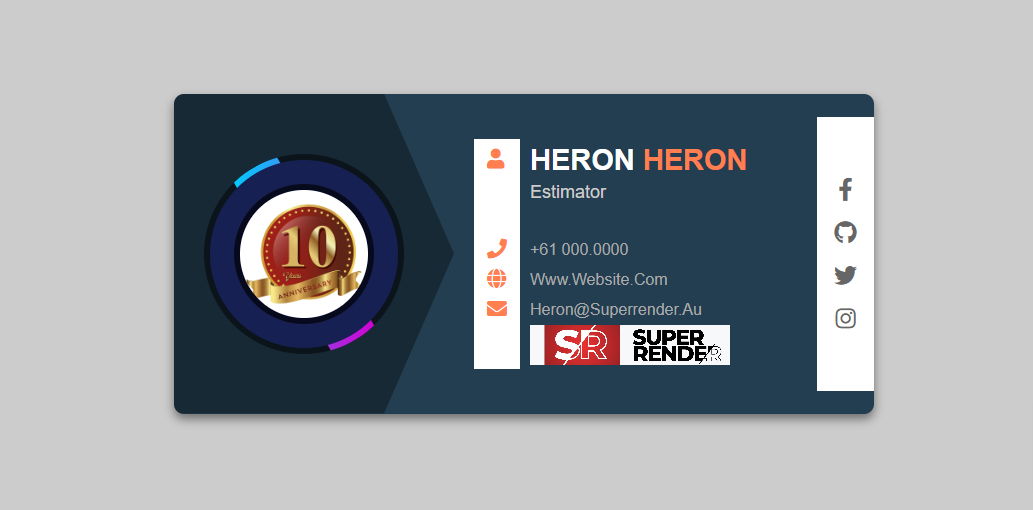 10
Years
ANNIVERSARY
HERON HERON
Estimator
+61 000.0000
Www.Website.Com
Heron@Superrender.Au
SR SUPER
RENDER